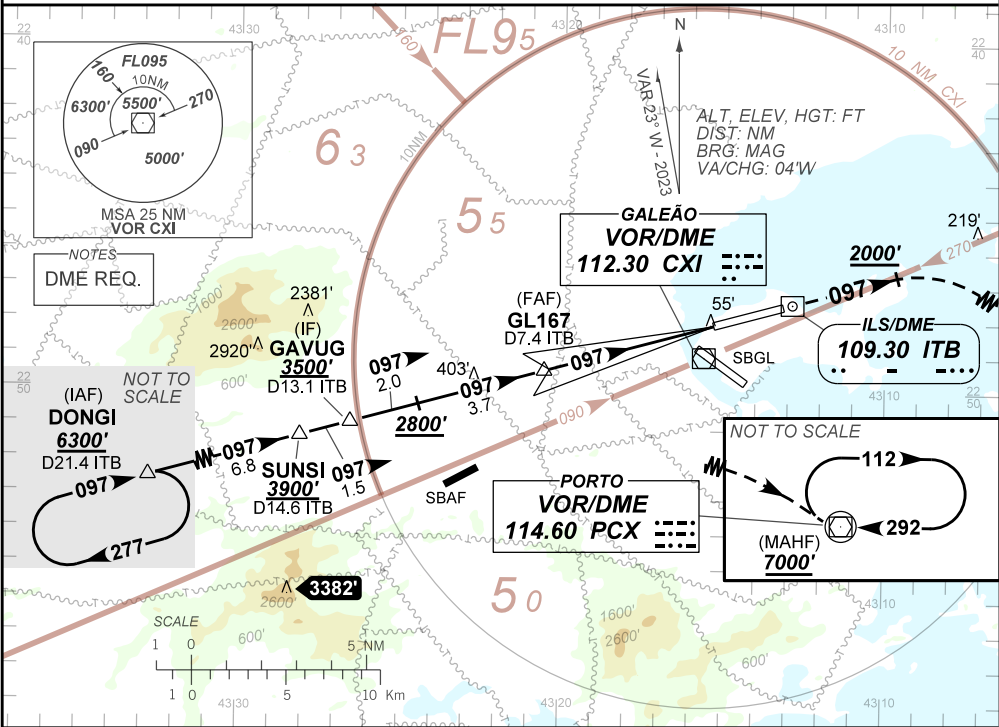 43 30
43 20
43 10
22
40
22
40
FL095
160
10NM
6300'
5500'
270
090
5000'
MSA 25 NM
VOR CXI
NOTES
DME REQ.
160
FL95
63
55
50
10NM
10 NM CXI
N
VAR 23° W - 2023
ALT, ELEV, HGT: FT
DIST: NM
BRG: MAG
VA/CHG: 04'W
GALEÃO
VOR/DME
112.30 CXI
219'
270
2000'
097
1600'
2600'
2381'
2920'
600'
(IF)
GAVUG
3500'
D13.1 ITB
(FAF)
GL167
D7.4 ITB
55'
097
SBGL
ILS/DME
109.30 ITB
22
50
NOT TO
SCALE
(IAF)
DONGI
6300'
D21.4 ITB
097
277
097
6.8
SUNSI
3900'
D14.6 ITB
097
1.5
097
2.0
403'
097
3.7
2800'
090
SBAF
43 10
22
50
PORTO
VOR/DME
114.60 PCX
NOT TO SCALE
112
292
(MAHF)
7000'
3382'
2600'
600'
1600'
2600'
600'
SCALE
1 0 5 NM
1 0 5 10 Km
43 10
43 30
43 20
43 10